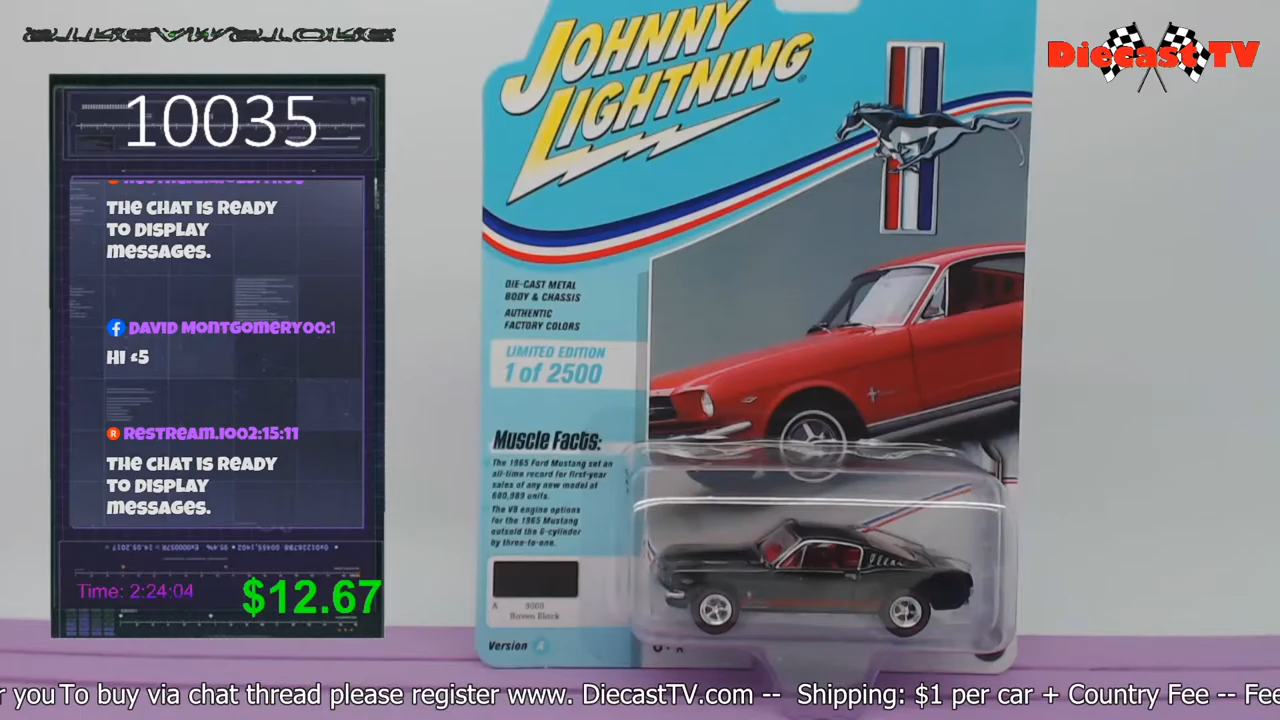 10035
THE CHAT IS READY
TO DISPLAY
MESSAGES.
DAVID MONTGOMERY00:1
HI £5
RESTREAM.IO02:15:11
THE CHAT IS READY
TO DISPLAY
MESSAGES.
Time: 2:24:04
$12.67
JOHNNY
LIGHTNING
DIE-CAST METAL
BODY & CHASSIS
AUTHENTIC
FACTORY COLORS
LIMITED EDITION
1 of 2500
Muscle Facts:
The 1965 Ford Mustang set an
all-time record for first-year
sales of any new model at
680,989 units.
The V8 engine options
for the 1965 Mustang
outsold the 6-cylinder
by three-to-one.
A
Raven Black
Version A
Diecast TV
r you To buy via chat thread please register www. DiecastTV.com -- Shipping: $1 per car + Country Fee -- Fee